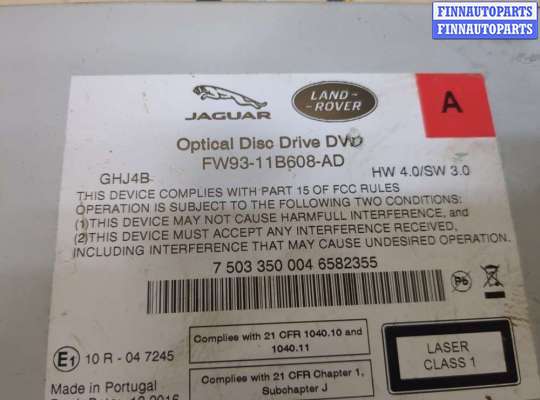 FINNAUTOPARTS
FINNAUTOPARTS
JAGUAR
LAND-
-ROVER
A
Optical Disc Drive DVD
FW93-11B608-AD
GHJ4B
HW 4.0/SW 3.0
THIS DEVICE COMPLIES WITH PART 15 OF FCC RULES
OPERATION IS SUBJECT TO THE FOLLOWING TWO CONDITIONS:
(1)THIS DEVICE MAY NOT CAUSE HARMFULL INTERFERENCE, and
(2)THIS DEVICE MUST ACCEPT ANY INTERFERENCE RECEIVED,
INCLUDING INTERFERENCE THAT MAY CAUSE UNDESIRED OPERATION.
7 503 350 004 6582355
Pb
E1 10 R - 04 7245
Complies with 21 CFR 1040.10 and
1040.11
LASER
CLASS 1
Complies with 21 CFR Chapter 1,
Subchapter J
Made in Portugal